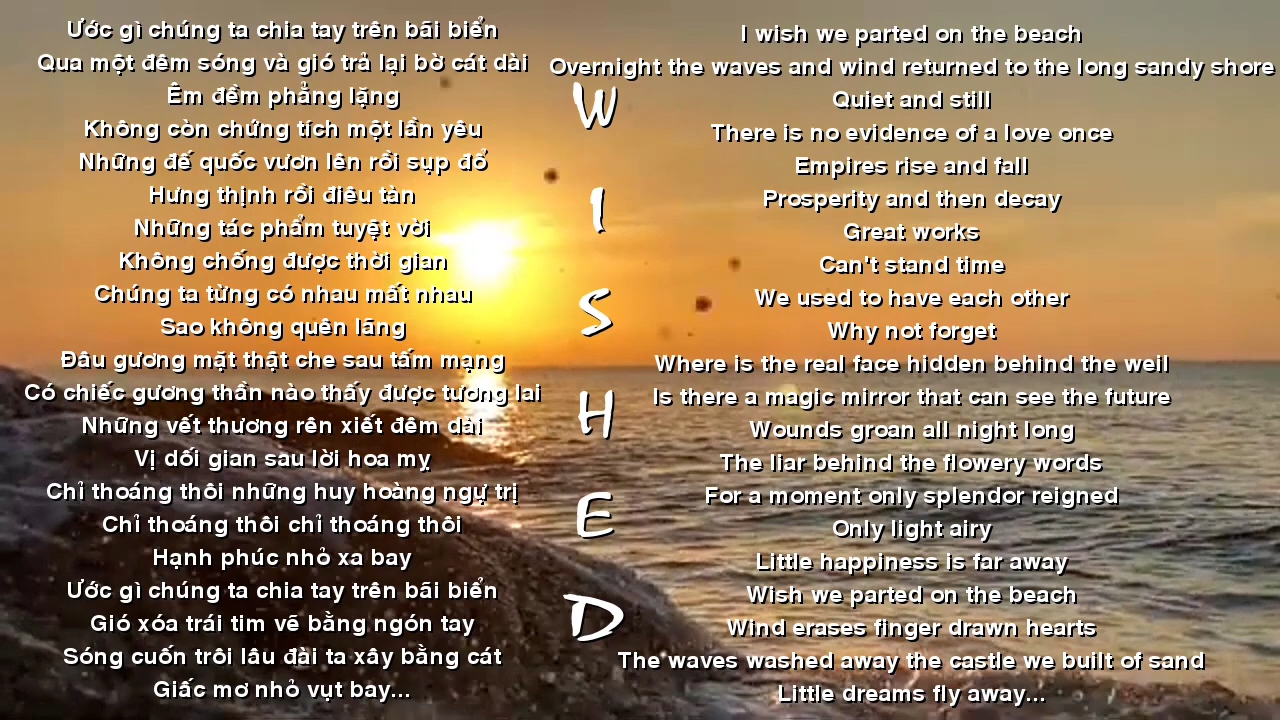 Ước gì chúng ta chia tay trên bãi biển
Qua một đêm sóng và gió trả lại bờ cát dài
Êm đềm phẳng lặng
Không còn chứng tích một lần yêu
Những đế quốc vươn lên rồi sụp đổ
Hưng thịnh rồi điêu tàn
Những tác phẩm tuyệt vời
Không chống được thời gian
Chúng ta từng có nhau mất nhau
Sao không quên lãng
Đâu gương mặt thật che sau tấm mạng
Có chiếc gương thần nào thấy được tương lai
Những vết thương rên xiết đêm dài
Vị dối gian sau lời hoa mỵ
Chỉ thoáng thôi những huy hoàng ngự trị
Chỉ thoáng thôi chỉ thoáng thôi
Hạnh phúc nhỏ xa bay
Ước gì chúng ta chia tay trên bãi biển
Gió xóa trái tim vẽ bằng ngón tay
Sóng cuốn trôi lâu đài ta xây bằng cát
Giấc mơ nhỏ vụt bay...
W
I
S
H
E
D
I wish we parted on the beach
Overnight the waves and wind returned to the long sandy shore
Quiet and still
There is no evidence of a love once
Empires rise and fall
Prosperity and then decay
Great works
Can't stand time
We used to have each other
Why not forget
Where is the real face hidden behind the weil
Is there a magic mirror that can see the future
Wounds groan all night long
The liar behind the flowery words
For a moment only splendor reigned
Only light airy
Little happiness is far away
Wish we parted on the beach
Wind erases finger drawn hearts
The waves washed away the castle we built of sand
Little dreams fly away...